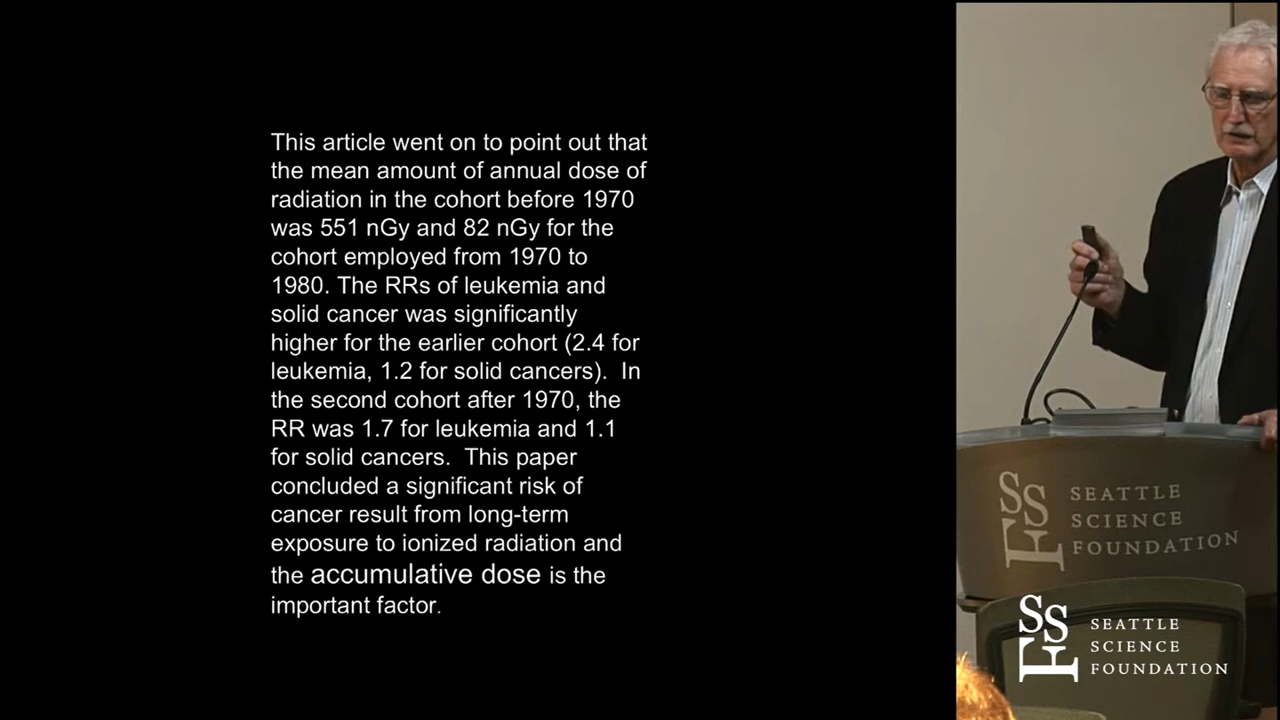 This article went on to point out that
the mean amount of annual dose of
radiation in the cohort before 1970
was 551 nGy and 82 nGy for the
cohort employed from 1970 to
1980. The RRs of leukemia and
solid cancer was significantly
higher for the earlier cohort (2.4 for
leukemia, 1.2 for solid cancers).  In
the second cohort after 1970, the
RR was 1.7 for leukemia and 1.1
for solid cancers.  This paper
concluded a significant risk of
cancer result from long-term
exposure to ionized radiation and
the accumulative dose is the
important factor.
SSF
SEATTLE
SCIENCE
FOUNDATION
SSF
SEATTLE
SCIENCE
FOUNDATION